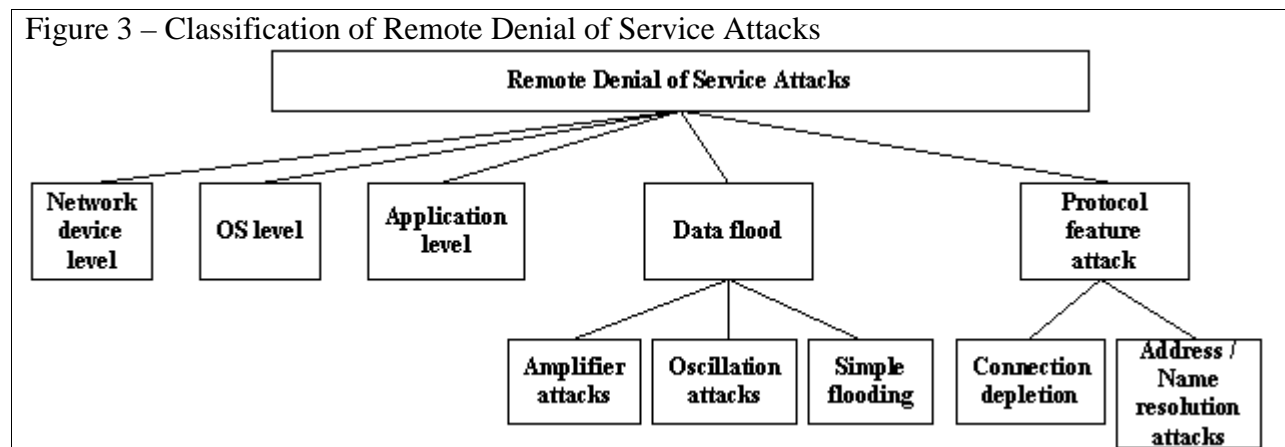 Figure 3 – Classification of Remote Denial of Service Attacks
Remote Denial of Service Attacks
Network
device
level
OS level
Application
level
Data flood
Protocol
feature
attack
Amplifier
attacks
Oscillation
attacks
Simple
flooding
Connection
depletion
Address /
Name
resolution
attacks